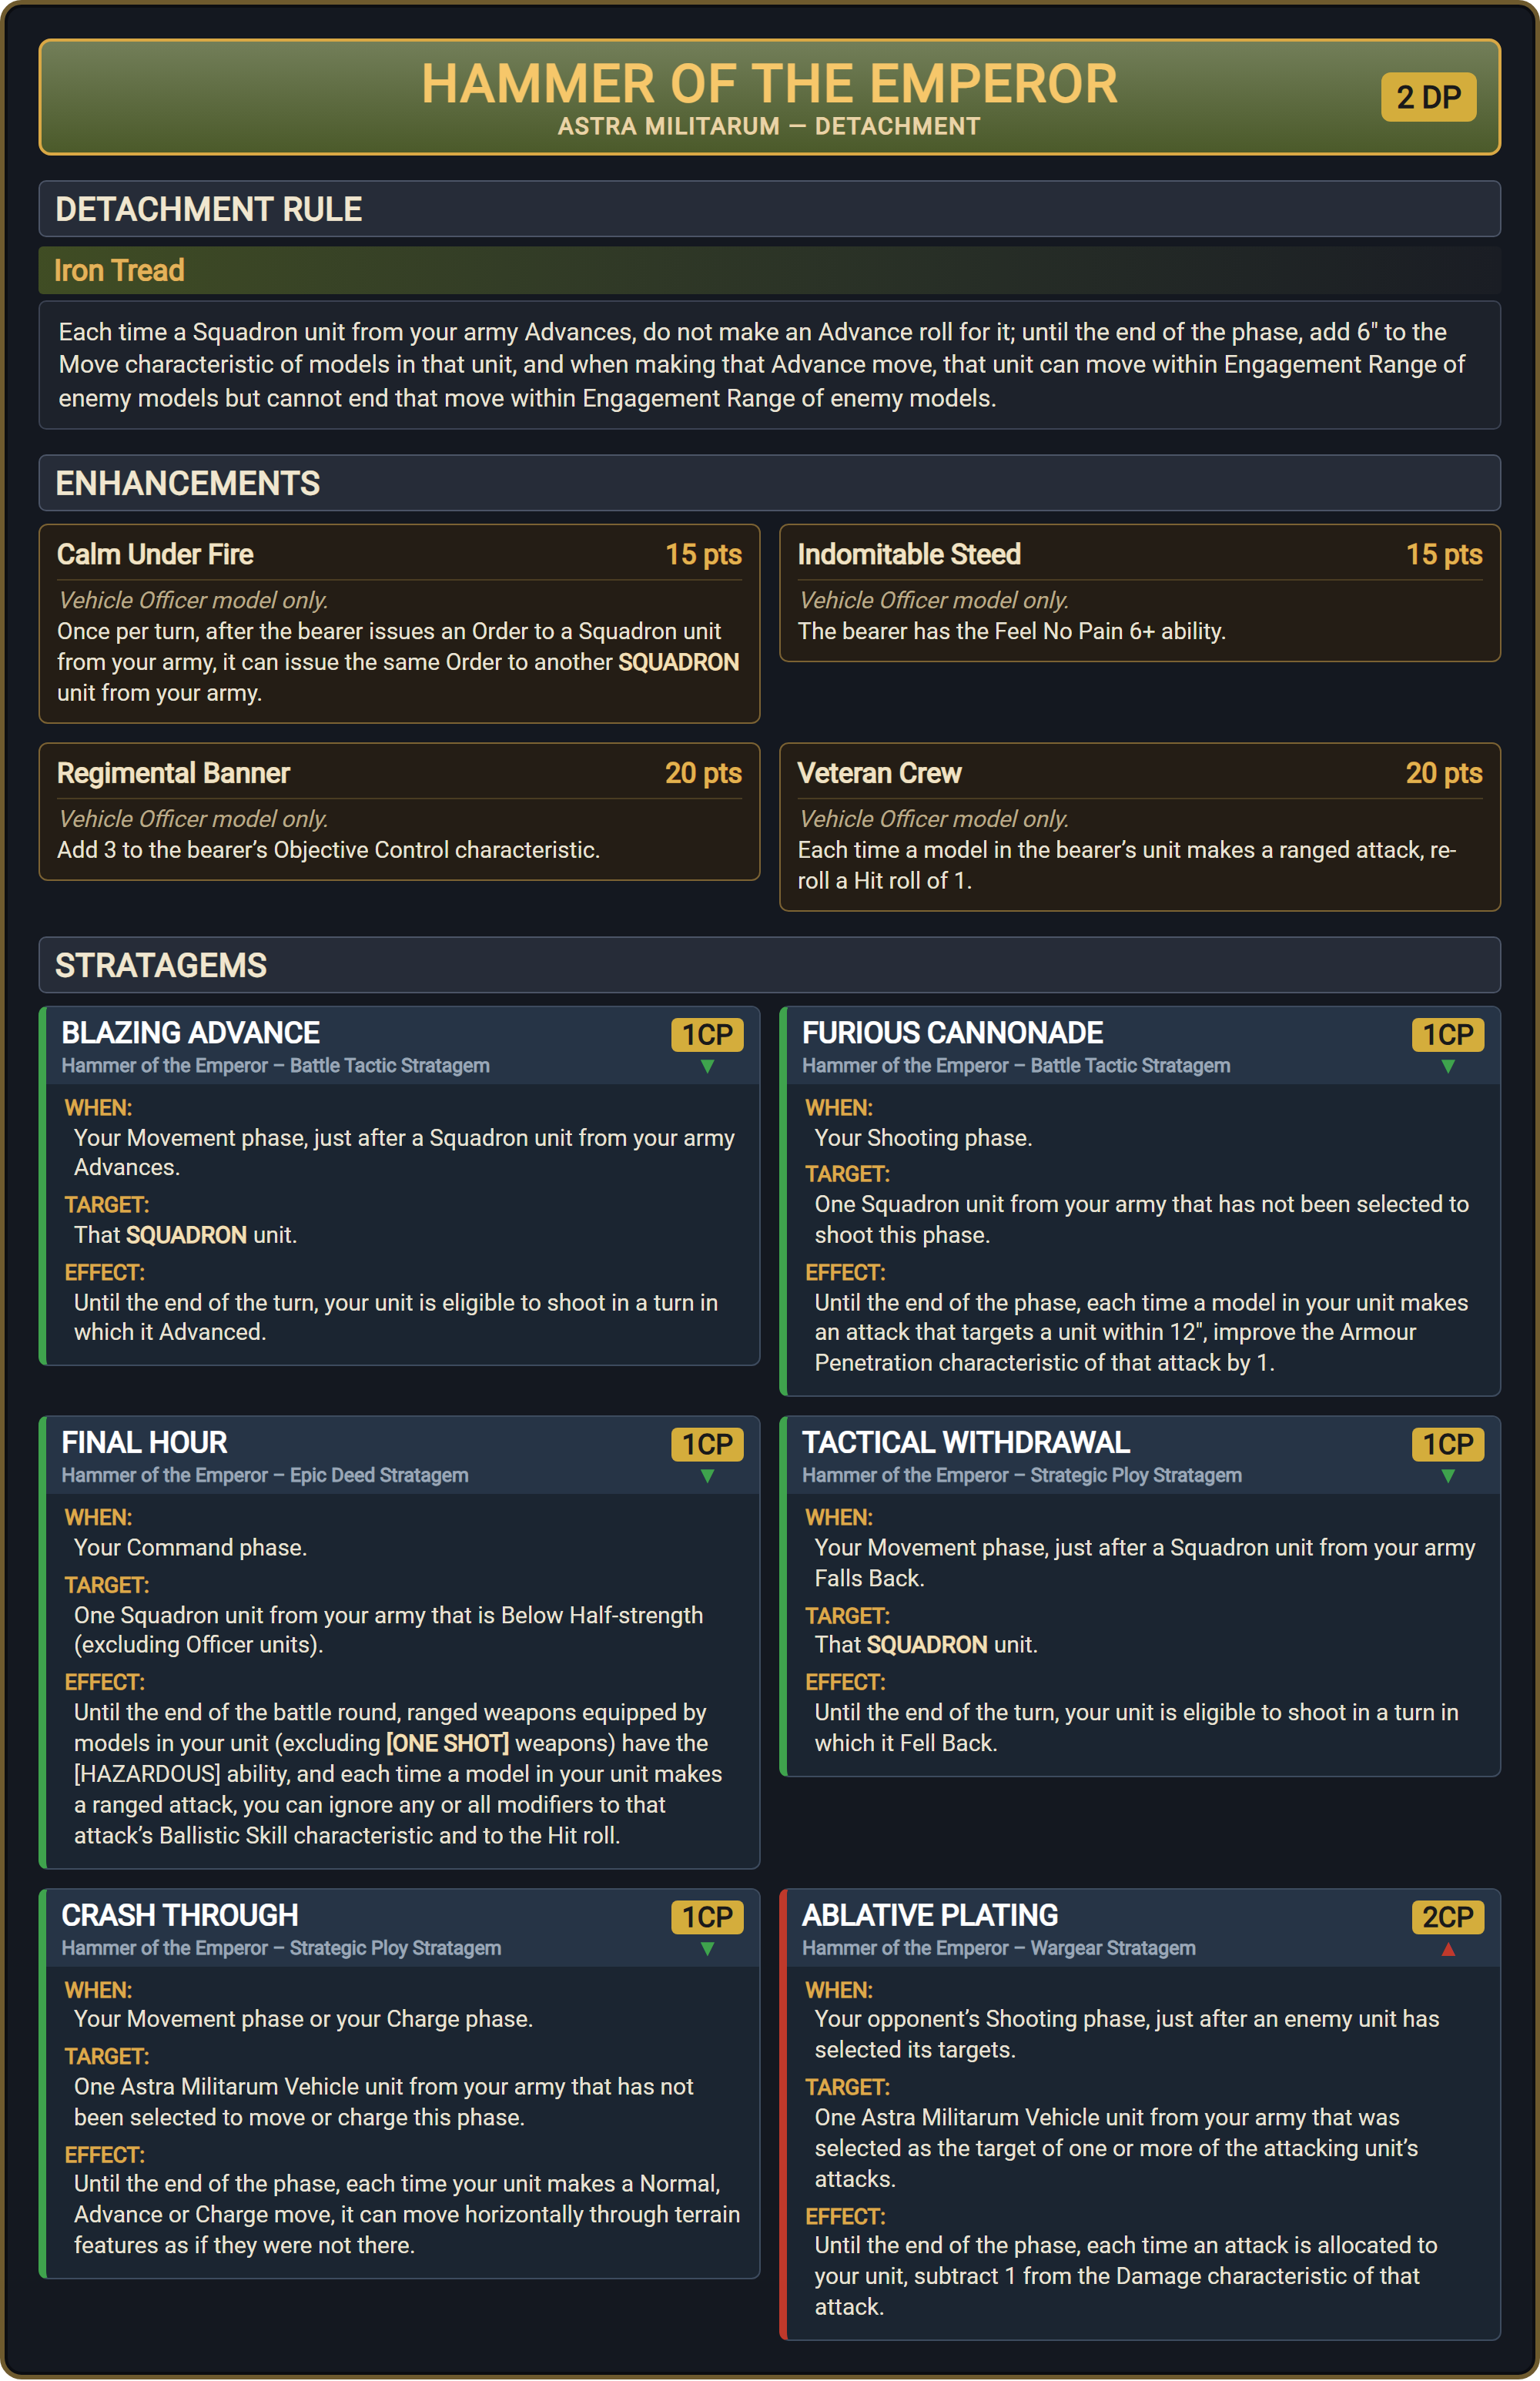 HAMMER OF THE EMPEROR
ASTRA MILITARUM — DETACHMENT
2 DP
DETACHMENT RULE
Iron Tread
Each time a Squadron unit from your army Advances, do not make an Advance roll for it; until the end of the phase, add 6" to the
Move characteristic of models in that unit, and when making that Advance move, that unit can move within Engagement Range of
enemy models but cannot end that move within Engagement Range of enemy models.
ENHANCEMENTS
Calm Under Fire 15 pts
Vehicle Officer model only.
Once per turn, after the bearer issues an Order to a Squadron unit
from your army, it can issue the same Order to another SQUADRON
unit from your army.
Indomitable Steed 15 pts
Vehicle Officer model only.
The bearer has the Feel No Pain 6+ ability.
Regimental Banner 20 pts
Vehicle Officer model only.
Add 3 to the bearer’s Objective Control characteristic.
Veteran Crew 20 pts
Vehicle Officer model only.
Each time a model in the bearer’s unit makes a ranged attack, re-
roll a Hit roll of 1.
STRATAGEMS
BLAZING ADVANCE 1CP
Hammer of the Emperor – Battle Tactic Stratagem ▼
WHEN:
Your Movement phase, just after a Squadron unit from your army
Advances.
TARGET:
That SQUADRON unit.
EFFECT:
Until the end of the turn, your unit is eligible to shoot in a turn in
which it Advanced.
FURIOUS CANNONADE 1CP
Hammer of the Emperor – Battle Tactic Stratagem ▼
WHEN:
Your Shooting phase.
TARGET:
One Squadron unit from your army that has not been selected to
shoot this phase.
EFFECT:
Until the end of the phase, each time a model in your unit makes
an attack that targets a unit within 12", improve the Armour
Penetration characteristic of that attack by 1.
FINAL HOUR 1CP
Hammer of the Emperor – Epic Deed Stratagem ▼
WHEN:
Your Command phase.
TARGET:
One Squadron unit from your army that is Below Half-strength
(excluding Officer units).
EFFECT:
Until the end of the battle round, ranged weapons equipped by
models in your unit (excluding [ONE SHOT] weapons) have the
[HAZARDOUS] ability, and each time a model in your unit makes
a ranged attack, you can ignore any or all modifiers to that
attack’s Ballistic Skill characteristic and to the Hit roll.
TACTICAL WITHDRAWAL 1CP
Hammer of the Emperor – Strategic Ploy Stratagem ▼
WHEN:
Your Movement phase, just after a Squadron unit from your army
Falls Back.
TARGET:
That SQUADRON unit.
EFFECT:
Until the end of the turn, your unit is eligible to shoot in a turn in
which it Fell Back.
CRASH THROUGH 1CP
Hammer of the Emperor – Strategic Ploy Stratagem ▼
WHEN:
Your Movement phase or your Charge phase.
TARGET:
One Astra Militarum Vehicle unit from your army that has not
been selected to move or charge this phase.
EFFECT:
Until the end of the phase, each time your unit makes a Normal,
Advance or Charge move, it can move horizontally through terrain
features as if they were not there.
ABLATIVE PLATING 2CP
Hammer of the Emperor – Wargear Stratagem ▲
WHEN:
Your opponent’s Shooting phase, just after an enemy unit has
selected its targets.
TARGET:
One Astra Militarum Vehicle unit from your army that was
selected as the target of one or more of the attacking unit’s
attacks.
EFFECT:
Until the end of the phase, each time an attack is allocated to
your unit, subtract 1 from the Damage characteristic of that
attack.